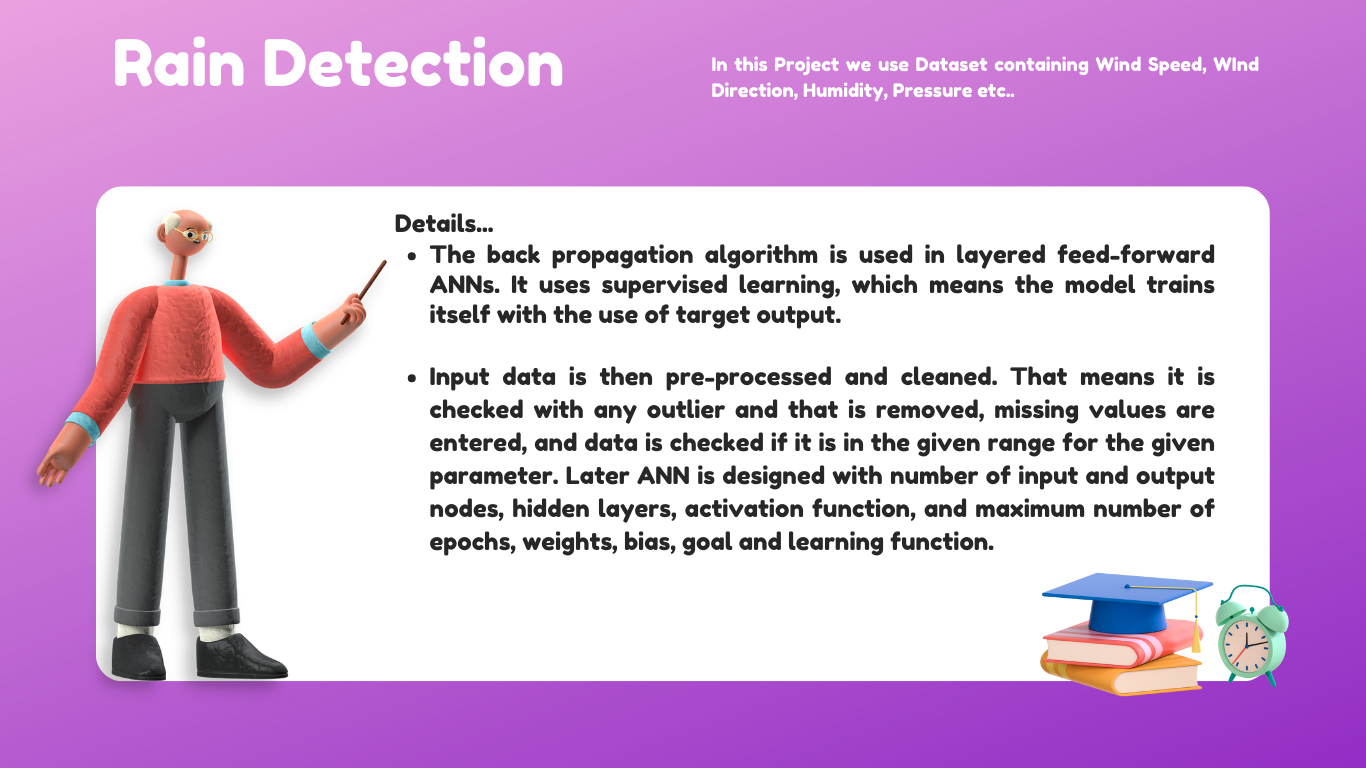 Rain Detection
In this Project we use Dataset containing Wind Speed, WInd
Direction, Humidity, Pressure etc..
Details...
• The back propagation algorithm is used in layered feed-forward
ANNs. It uses supervised learning, which means the model trains
itself with the use of target output.
• Input data is then pre-processed and cleaned. That means it is
checked with any outlier and that is removed, missing values are
entered, and data is checked if it is in the given range for the given
parameter. Later ANN is designed with number of input and output
nodes, hidden layers, activation function, and maximum number of
epochs, weights, bias, goal and learning function.